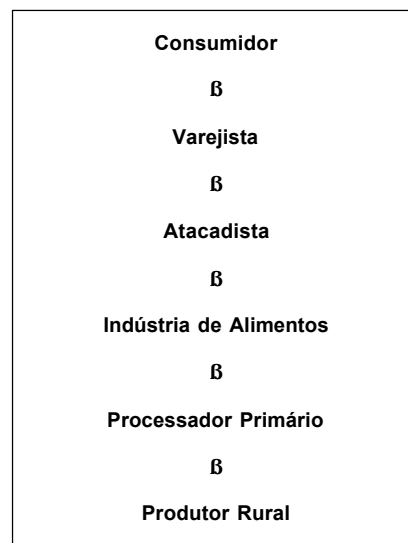 Consumidor
ß
Varejista
ß
Atacadista
ß
Indústria de Alimentos
ß
Processador Primário
ß
Produtor Rural